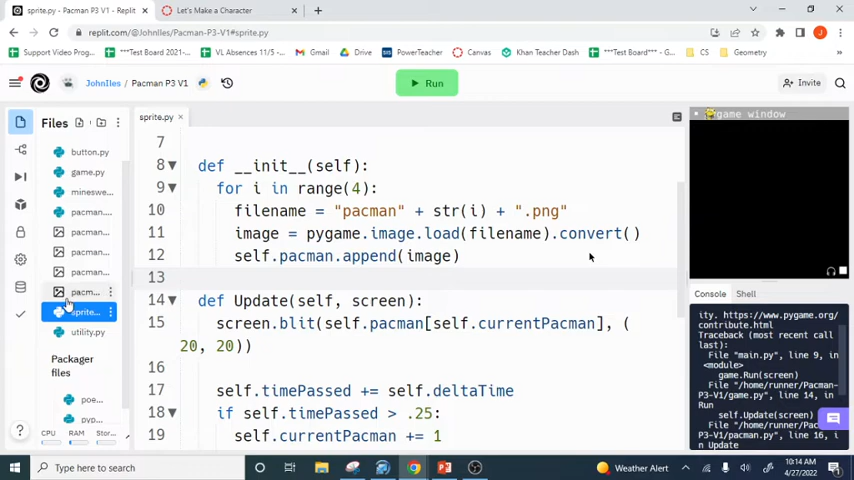 sprite.py - Pacman P3 V1 - Replit
Let's Make a Character
replit.com/@JohnIles/Pacman-P3-V1#sprite.py
Support Video Program...
***Test Board 2021-...
VL Absences 11/5 -...
Gmail
Drive
SIS
PowerTeacher
Canvas
Khan Teacher Dash
***Test Board 202...
CS
Geometry
JohnIles / Pacman P3 V1
Run
Invite
Files
sprite.py
button.py
game.py
mineswe...
pacman....
pacman...
pacman...
pacman...
pacm...
sprite...
utility.py
Packager
files
poe...
pyp...
CPU RAM Stor...
7
8 def __init__(self):
9 for i in range(4):
10 filename = "pacman" + str(i) + ".png"
11 image = pygame.image.load(filename).convert()
12 self.pacman.append(image)
13
14 def Update(self, screen):
15 screen.blit(self.pacman[self.currentPacman], (
20, 20))
16
17 self.timePassed += self.deltaTime
18 if self.timePassed > .25:
19 self.currentPacman += 1
game window
Console Shell
ity. https://www.pygame.org/
contribute.html
Traceback (most recent call
last):
File "main.py", line 9, in
<module>
game.Run(screen)
File "/home/runner/Pacman-
P3-V1/game.py", line 14, in
Run
self.Update(screen)
File "/home/runner/Pacman-
P3-V1/pacman.py", line 16, i
n Update
Type here to search
Weather Alert
10:14 AM
4/27/2022